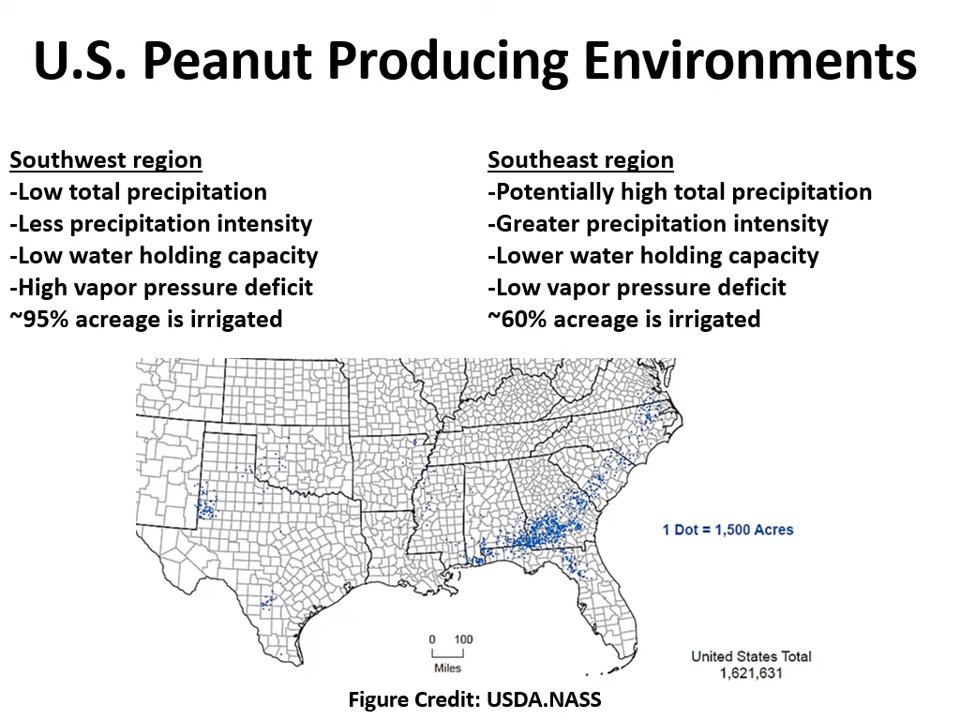 U.S. Peanut Producing Environments
Southwest region
-Low total precipitation
-Less precipitation intensity
-Low water holding capacity
-High vapor pressure deficit
~95% acreage is irrigated
Southeast region
-Potentially high total precipitation
-Greater precipitation intensity
-Lower water holding capacity
-Low vapor pressure deficit
~60% acreage is irrigated
1 Dot = 1,500 Acres
0 100
Miles
United States Total
1,621,631
Figure Credit: USDA.NASS